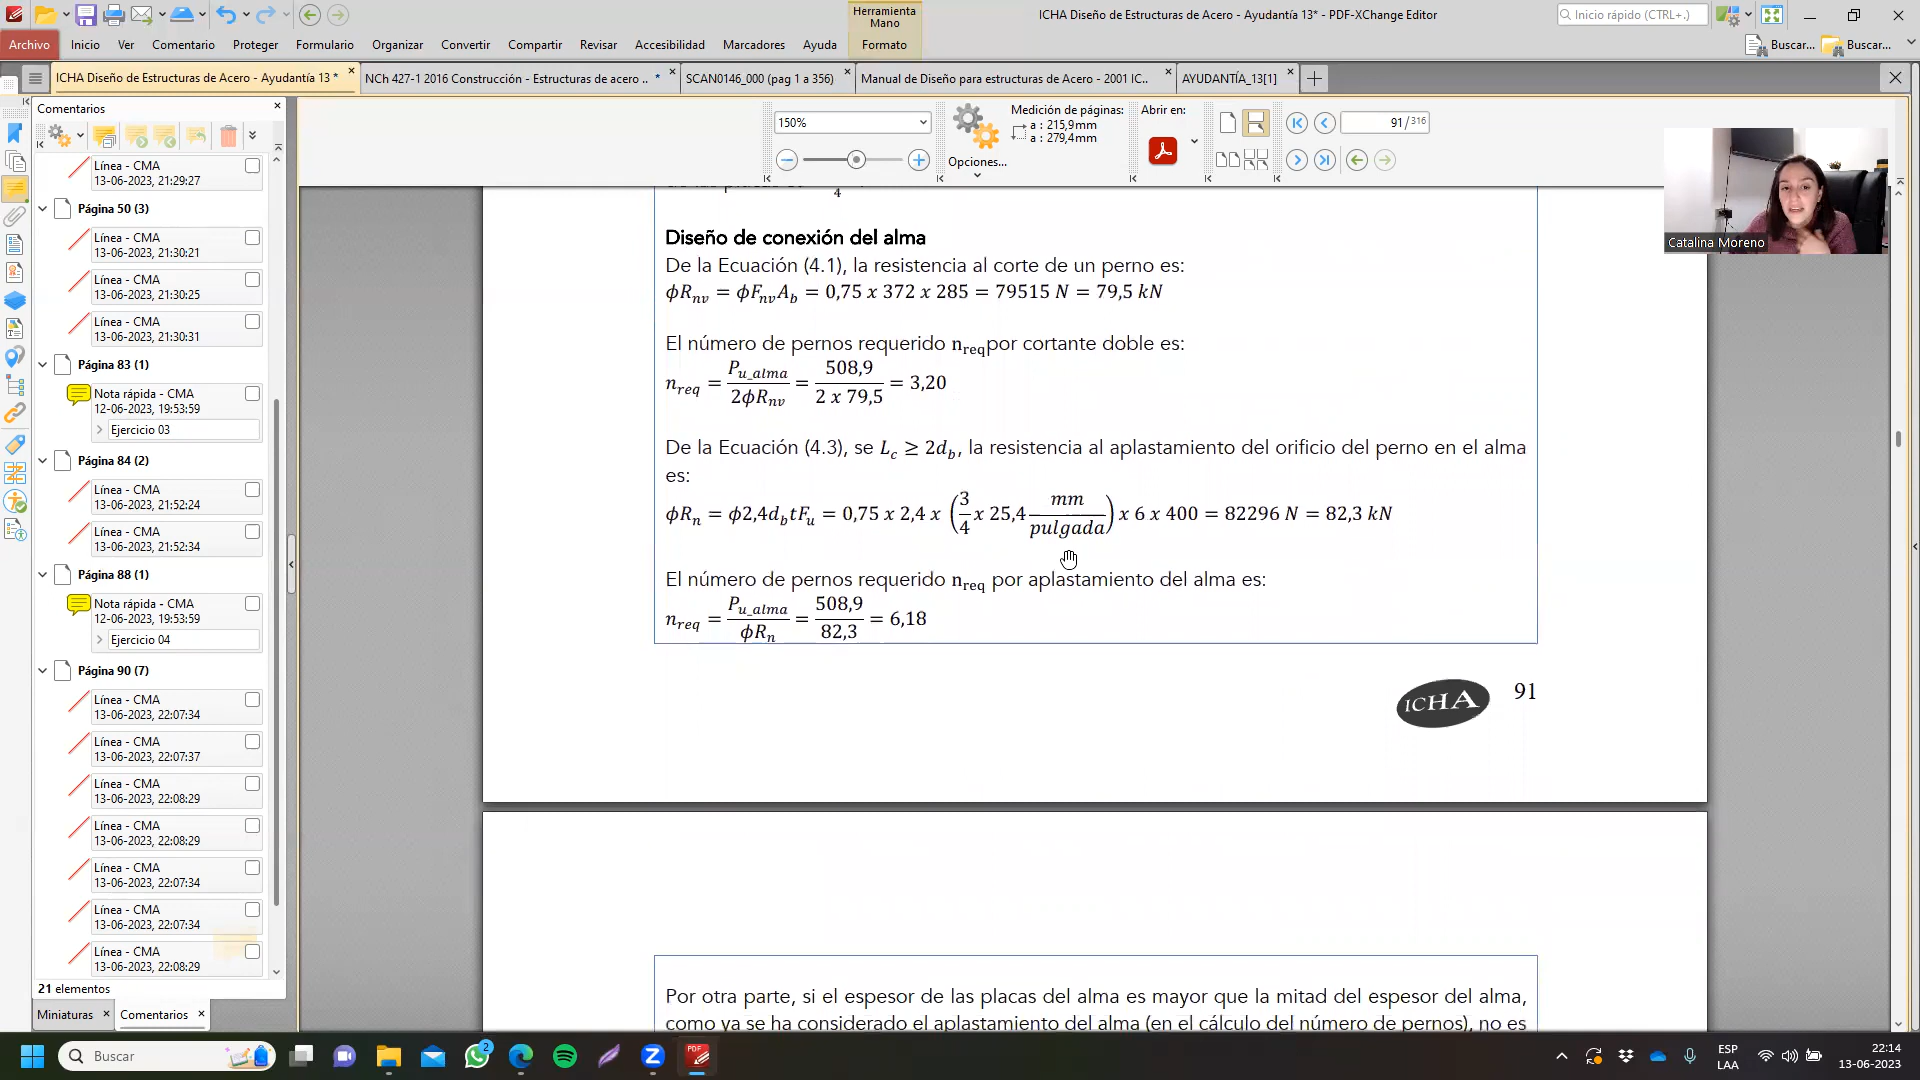 Herramienta
Mano
ICHA Diseño de Estructuras de Acero - Ayudantía 13* - PDF-XChange Editor
Inicio rápido (CTRL+.)
Archivo Inicio Ver Comentario Proteger Formulario Organizar Convertir Compartir Revisar Accesibilidad Marcadores Ayuda Formato Buscar... Buscar...
ICHA Diseño de Estructuras de Acero - Ayudantía 13 * NCh 427-1 2016 Construcción - Estructuras de acero .. * SCAN0146_000 (pag 1 a 356) Manual de Diseño para estructuras de Acero - 2001 IC.. AYUDANTÍA_13[1]
Comentarios
150%
Opciones...
Medición de páginas:
a : 215,9mm
a : 279,4mm
Abrir en:
91 / 316
Línea - CMA
13-06-2023, 21:29:27
Página 50 (3)
Línea - CMA
13-06-2023, 21:30:21
Línea - CMA
13-06-2023, 21:30:25
Línea - CMA
13-06-2023, 21:30:31
Página 83 (1)
Nota rápida - CMA
12-06-2023, 19:53:59
Ejercicio 03
Página 84 (2)
Línea - CMA
13-06-2023, 21:52:24
Línea - CMA
13-06-2023, 21:52:34
Página 88 (1)
Nota rápida - CMA
12-06-2023, 19:53:59
Ejercicio 04
Página 90 (7)
Línea - CMA
13-06-2023, 22:07:34
Línea - CMA
13-06-2023, 22:07:37
Línea - CMA
13-06-2023, 22:08:29
Línea - CMA
13-06-2023, 22:08:29
Línea - CMA
13-06-2023, 22:07:34
Línea - CMA
13-06-2023, 22:07:34
Línea - CMA
13-06-2023, 22:08:29
21 elementos
Miniaturas Comentarios
4
Diseño de conexión del alma
De la Ecuación (4.1), la resistencia al corte de un perno es:
ϕR_nv = ϕF_nv A_b = 0,75 x 372 x 285 = 79515 N = 79,5 kN
El número de pernos requerido n_req por cortante doble es:
n_req = P_u_alma / 2ϕR_nv = 508,9 / 2 x 79,5 = 3,20
De la Ecuación (4.3), se L_c ≥ 2d_b, la resistencia al aplastamiento del orificio del perno en el alma
es:
ϕR_n = ϕ2,4d_b tF_u = 0,75 x 2,4 x (3/4 x 25,4 mm/pulgada) x 6 x 400 = 82296 N = 82,3 kN
El número de pernos requerido n_req por aplastamiento del alma es:
n_req = P_u_alma / ϕR_n = 508,9 / 82,3 = 6,18
ICHA 91
Por otra parte, si el espesor de las placas del alma es mayor que la mitad del espesor del alma,
como ya se ha considerado el aplastamiento del alma (en el cálculo del número de pernos), no es
Catalina Moreno
Buscar
2
PDF
ESP
LAA
22:14
13-06-2023